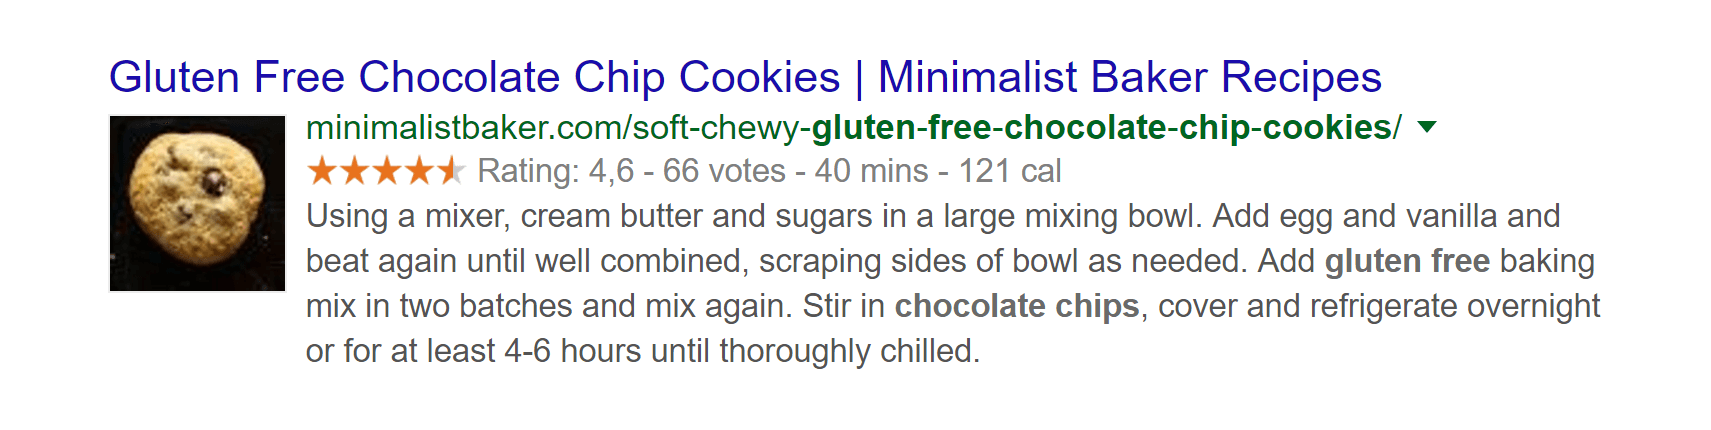 Gluten Free Chocolate Chip Cookies | Minimalist Baker Recipes
minimalistbaker.com/soft-chewy-gluten-free-chocolate-chip-cookies/
Rating: 4,6 - 66 votes - 40 mins - 121 cal
Using a mixer, cream butter and sugars in a large mixing bowl. Add egg and vanilla and
beat again until well combined, scraping sides of bowl as needed. Add gluten free baking
mix in two batches and mix again. Stir in chocolate chips, cover and refrigerate overnight
or for at least 4-6 hours until thoroughly chilled.